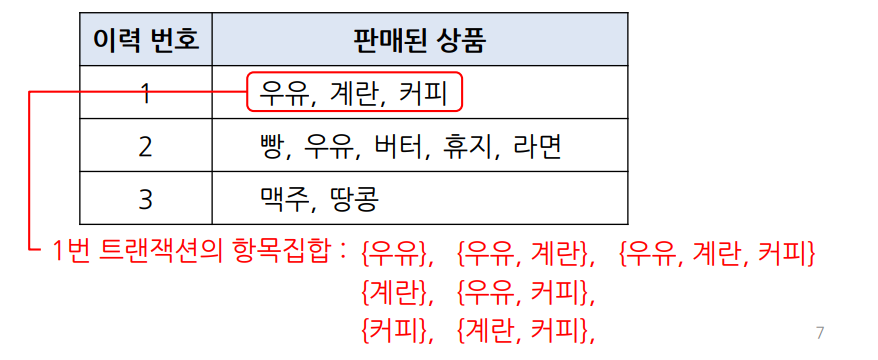 이력 번호 판매된 상품
1 우유, 계란, 커피
2 빵, 우유, 버터, 휴지, 라면
3 맥주, 땅콩
1번 트랜잭션의 항목집합 : {우유}, {우유, 계란}, {우유, 계란, 커피}
{계란}, {우유, 커피},
{커피}, {계란, 커피},
7